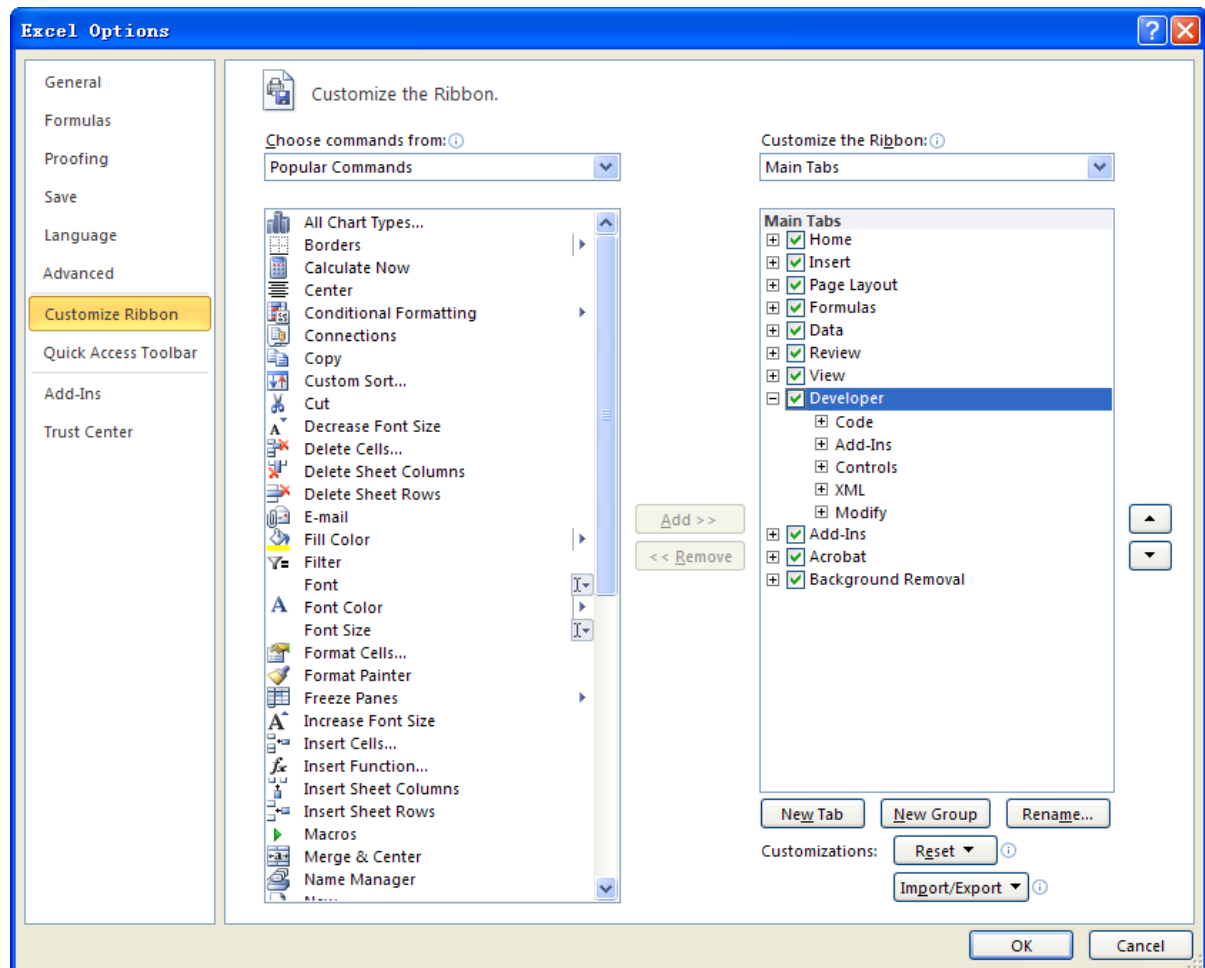 Excel Options
General
Formulas
Proofing
Save
Language
Advanced
Customize Ribbon
Quick Access Toolbar
Add-Ins
Trust Center
Customize the Ribbon.
Choose commands from:
Popular Commands
All Chart Types...
Borders
Calculate Now
Center
Conditional Formatting
Connections
Copy
Custom Sort...
Cut
Decrease Font Size
Delete Cells...
Delete Sheet Columns
Delete Sheet Rows
E-mail
Fill Color
Filter
Font
Font Color
Font Size
Format Cells...
Format Painter
Freeze Panes
Increase Font Size
Insert Cells...
Insert Function...
Insert Sheet Columns
Insert Sheet Rows
Macros
Merge & Center
Name Manager
Add >>
<< Remove
Customize the Ribbon:
Main Tabs
Main Tabs
Home
Insert
Page Layout
Formulas
Data
Review
View
Developer
Code
Add-Ins
Controls
XML
Modify
Add-Ins
Acrobat
Background Removal
New Tab New Group Rename...
Customizations: Reset
Import/Export
OK Cancel